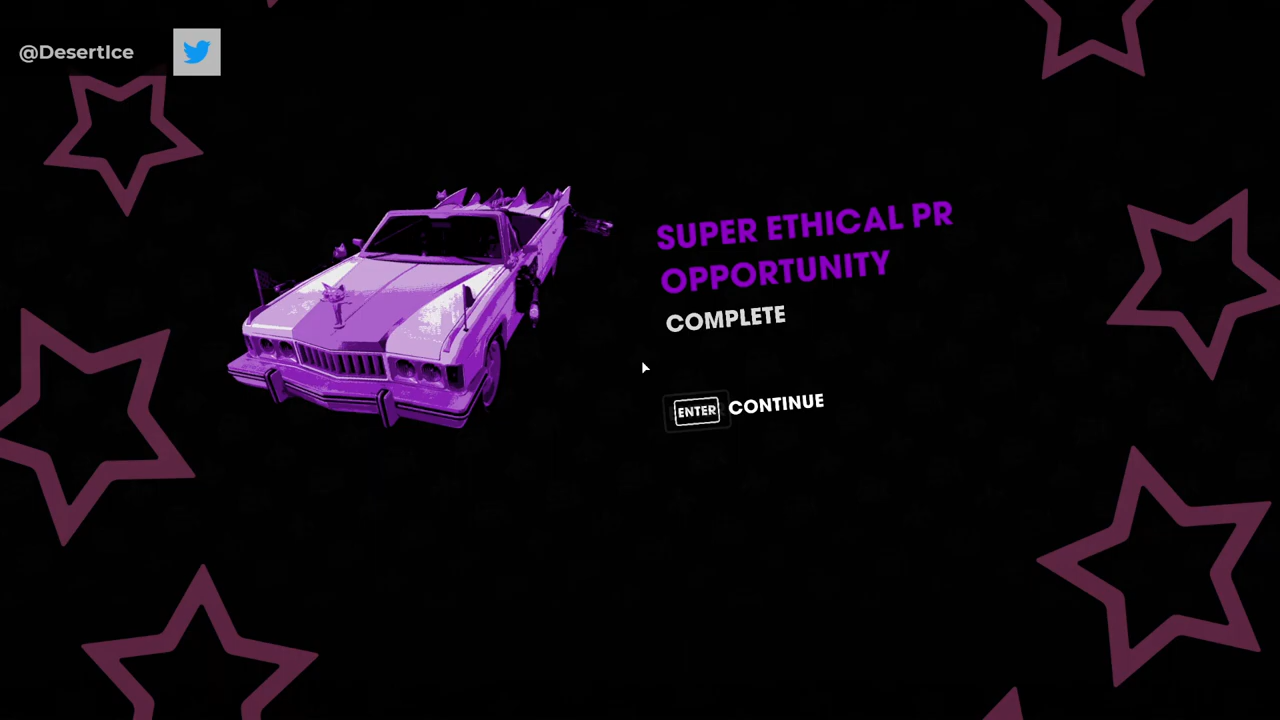 @DesertIce
SUPER ETHICAL PR
OPPORTUNITY
COMPLETE
ENTER CONTINUE